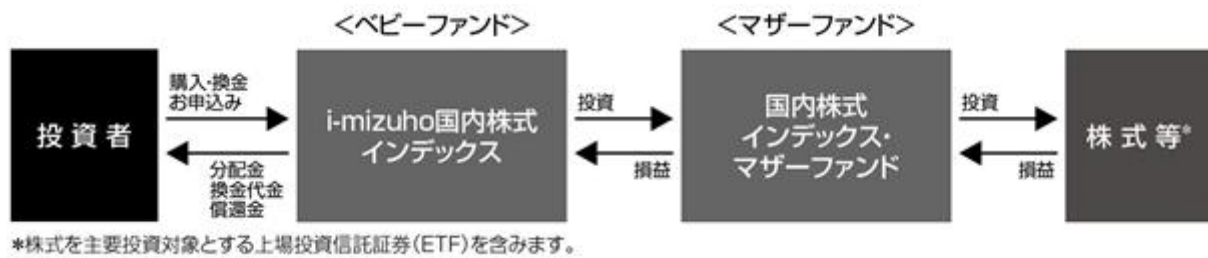 <ベビーファンド>
<マザーファンド>
投資者
購入・換金
お申込み
分配金
換金代金
償還金
i-mizuho国内株式
インデックス
投資
損益
国内株式
インデックス・
マザーファンド
投資
損益
株式等*
*株式を主要投資対象とする上場投資信託証券(ETF)を含みます。